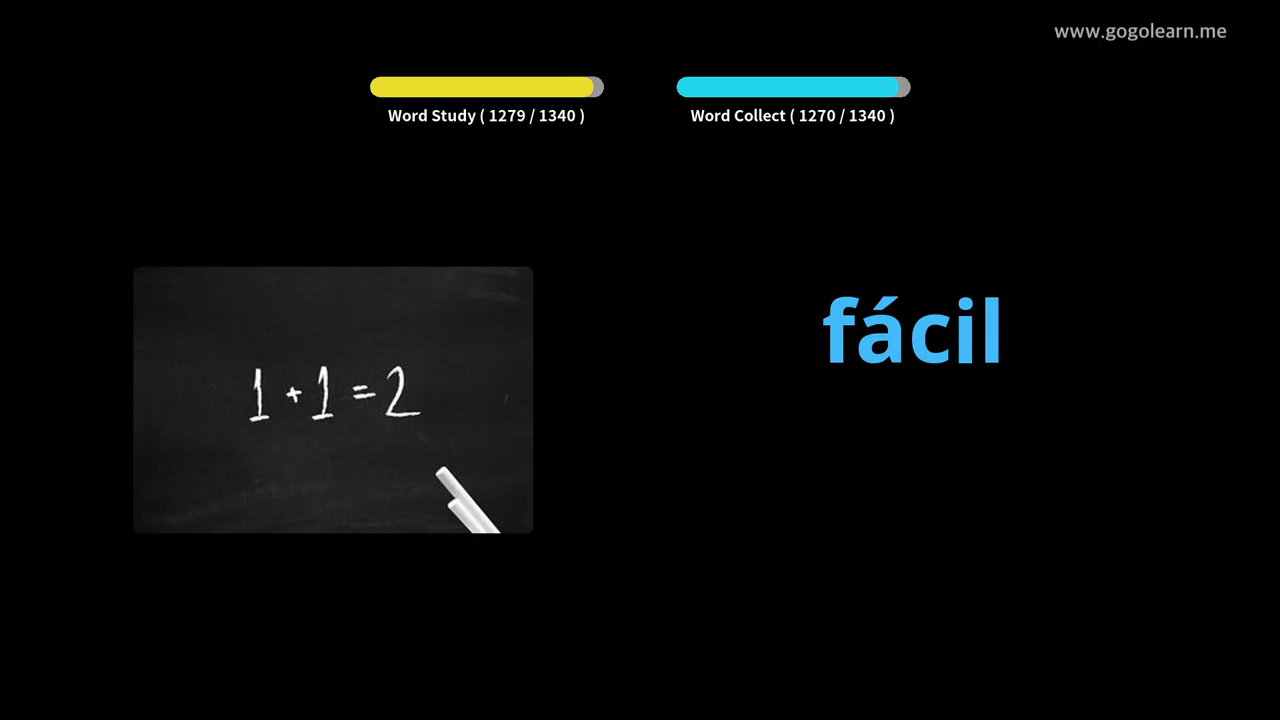 www.gogolearn.me
Word Study ( 1279 / 1340 )
Word Collect ( 1270 / 1340 )
fácil
1 + 1 = 2